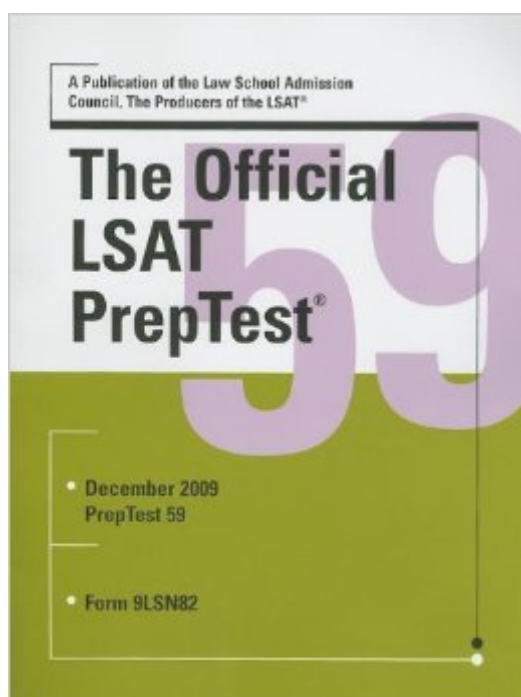 A Publication of the Law School Admission
Council, The Producers of the LSAT®
59
The Official
LSAT
PrepTest®
• December 2009
PrepTest 59
• Form 9LSN82